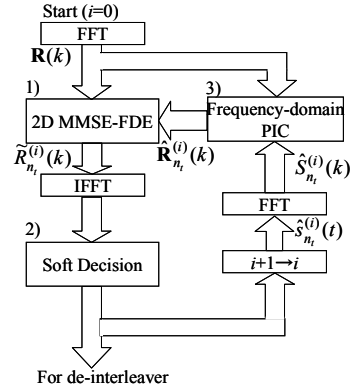 Start (i=0)
FFT
R(k)
1)
2D MMSE-FDE
3)
Frequency-domain
PIC
R̂_{n_t}^{(i)}(k)
R̃_{n_t}^{(i)}(k)
Ŝ_{n_t}^{(i)}(k)
IFFT
FFT
ŝ_{n_t}^{(i)}(t)
2)
Soft Decision
i+1→i
For de-interleaver